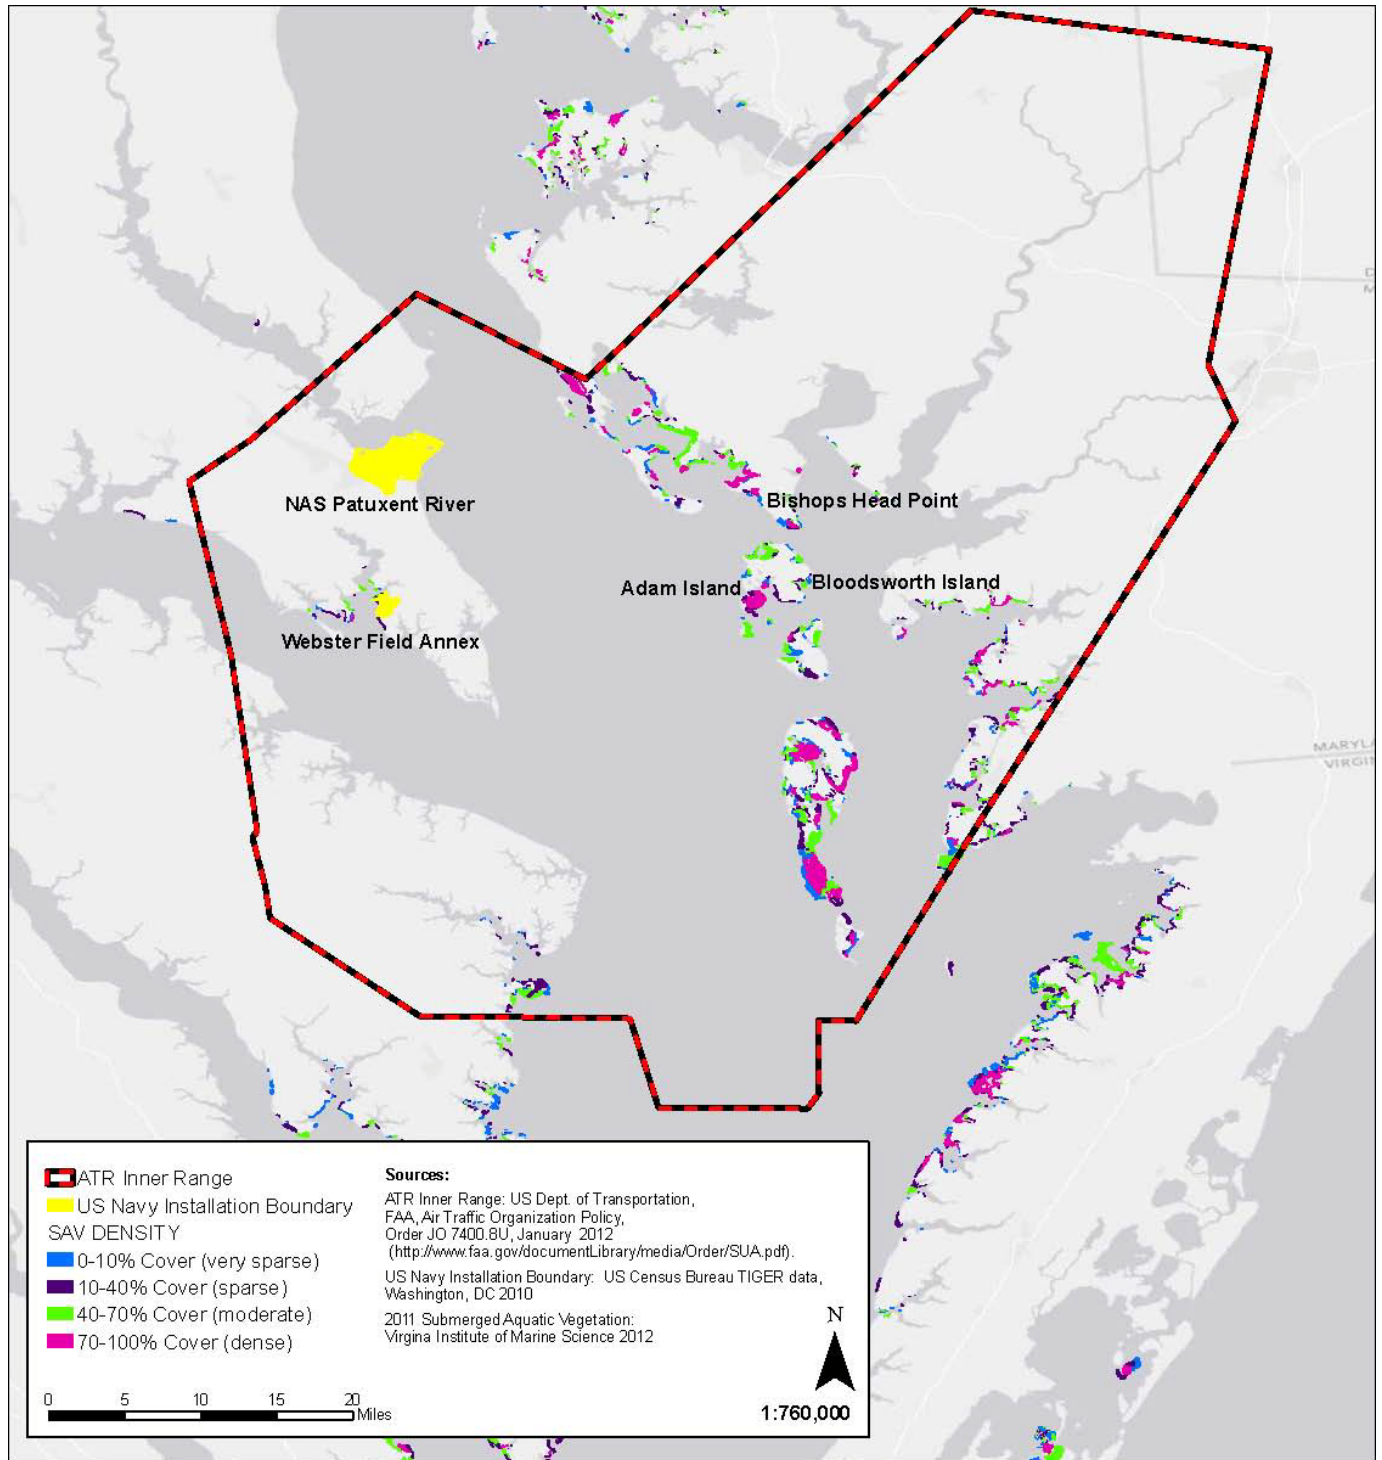 D
M
NAS Patuxent River
Bishops Head Point
Adam Island
Bloodsworth Island
Webster Field Annex
MARYLA
VIRGIN
ATR Inner Range
US Navy Installation Boundary
SAV DENSITY
0-10% Cover (very sparse)
10-40% Cover (sparse)
40-70% Cover (moderate)
70-100% Cover (dense)
0 5 10 15 20
Miles
Sources:
ATR Inner Range: US Dept. of Transportation,
FAA, Air Traffic Organization Policy,
Order JO 7400.8U, January 2012
(http://www.faa.gov/documentLibrary/media/Order/SUA.pdf).
US Navy Installation Boundary: US Census Bureau TIGER data,
Washington, DC 2010
2011 Submerged Aquatic Vegetation:
Virgina Institute of Marine Science 2012
N
1:760,000